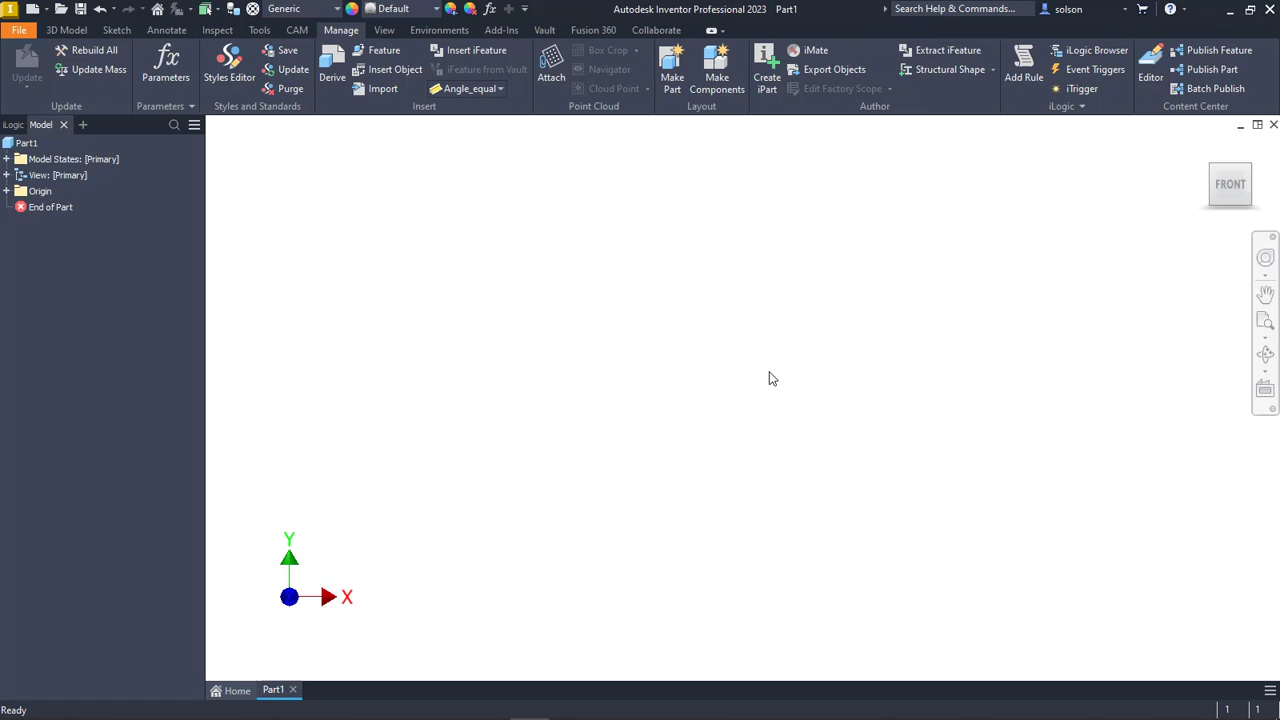 Generic
Default
Autodesk Inventor Professional 2023 Part1
Search Help & Commands...
solson
File 3D Model Sketch Annotate Inspect Tools CAM Manage View Environments Add-Ins Vault Fusion 360 Collaborate
Update
Rebuild All
Update Mass
Update
fx
Parameters
Parameters
Styles Editor
Save
Update
Purge
Styles and Standards
Derive
Feature
Insert Object
Import
Insert iFeature
iFeature from Vault
Angle_equal
Insert
Attach
Box Crop
Navigator
Cloud Point
Point Cloud
Make
Part
Make
Components
Layout
Create
iPart
iMate
Export Objects
Edit Factory Scope
Extract iFeature
Structural Shape
Author
Add Rule
iLogic Browser
Event Triggers
iTrigger
iLogic
Editor
Publish Feature
Publish Part
Batch Publish
Content Center
iLogic Model
Part1
Model States: [Primary]
View: [Primary]
Origin
End of Part
FRONT
Y
X
Home Part1
Ready
1 1